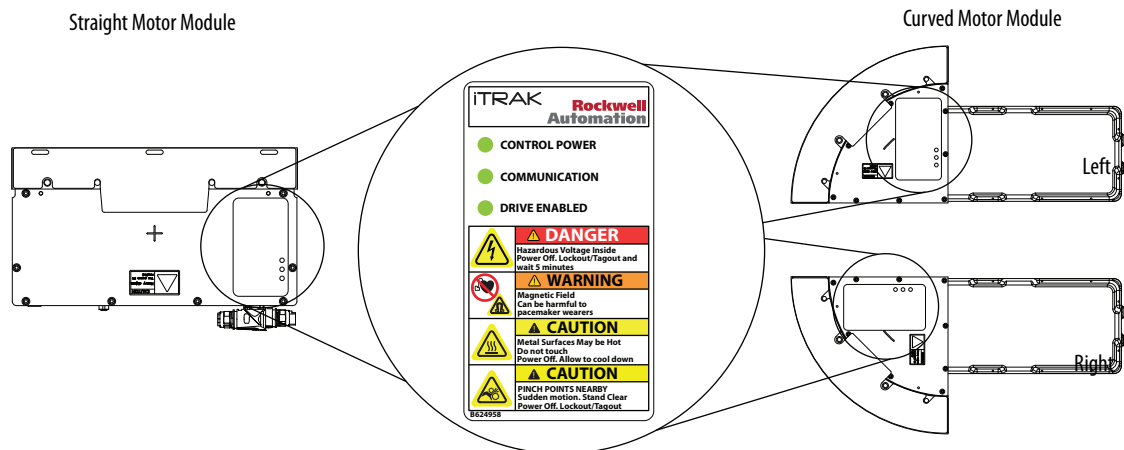 Straight Motor Module
Curved Motor Module
iTRAK
Rockwell
Automation
CONTROL POWER
COMMUNICATION
DRIVE ENABLED
DANGER
Hazardous Voltage Inside
Power Off. Lockout/Tagout and
wait 5 minutes
WARNING
Magnetic Field
Can be harmful to
pacemaker wearers
CAUTION
Metal Surfaces May be Hot
Do not touch
Power Off. Allow to cool down
CAUTION
PINCH POINTS NEARBY
Sudden motion. Stand Clear
Power Off. Lockout/Tagout
B624958
Left
Right
CAUTION